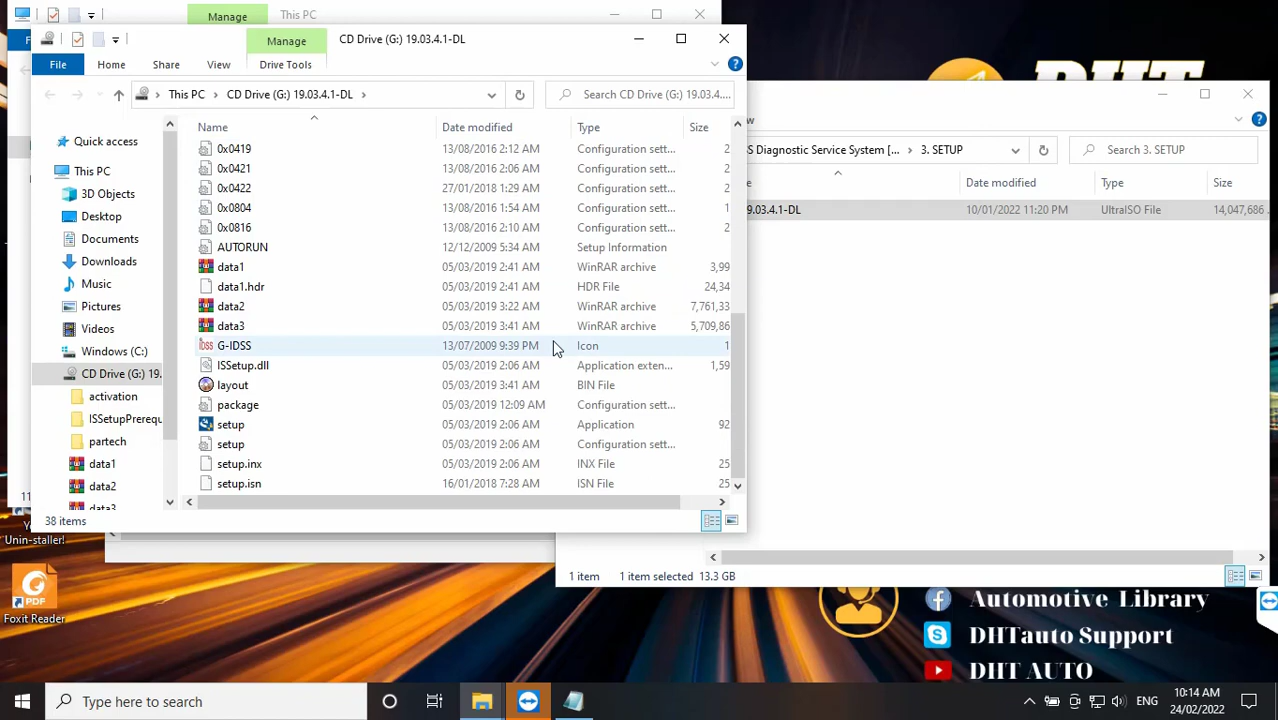 Manage
This PC
Manage
CD Drive (G:) 19.03.4.1-DL
File
Home
Share
View
Drive Tools
This PC
CD Drive (G:) 19.03.4.1-DL
Search CD Drive (G:) 19.03.4....
DHT
w
SS Diagnostic Service System [...
3. SETUP
Search 3. SETUP
Name
Date modified
Type
Size
Date modified
Type
Size
19.03.4.1-DL
10/01/2022 11:20 PM
UltraISO File
14,047,686
Quick access
This PC
3D Objects
Desktop
Documents
Downloads
Music
Pictures
Videos
Windows (C:)
CD Drive (G:) 19.
activation
ISSetupPrerequ
partech
data1
data2
data3
0x0419 13/08/2016 2:12 AM Configuration sett... 2
0x0421 13/08/2016 2:06 AM Configuration sett... 2
0x0422 27/01/2018 1:29 AM Configuration sett... 2
0x0804 13/08/2016 1:54 AM Configuration sett... 1
0x0816 13/08/2016 2:10 AM Configuration sett... 2
AUTORUN 12/12/2009 5:34 AM Setup Information
data1 05/03/2019 2:41 AM WinRAR archive 3,99
data1.hdr 05/03/2019 2:41 AM HDR File 24,34
data2 05/03/2019 3:22 AM WinRAR archive 7,761,33
data3 05/03/2019 3:41 AM WinRAR archive 5,709,86
G-IDSS 13/07/2009 9:39 PM Icon 1
ISSetup.dll 05/03/2019 2:06 AM Application exten... 1,59
layout 05/03/2019 3:41 AM BIN File
package 05/03/2019 12:09 AM Configuration sett...
setup 05/03/2019 2:06 AM Application 92
setup 05/03/2019 2:06 AM Configuration sett...
setup.inx 05/03/2019 2:06 AM INX File 25
setup.isn 16/01/2018 7:28 AM ISN File 25
38 items
1 item
1 item selected 13.3 GB
Unin-staller!
Foxit Reader
Automotive Library
DHTauto Support
DHT AUTO
Type here to search
ENG
10:14 AM
24/02/2022